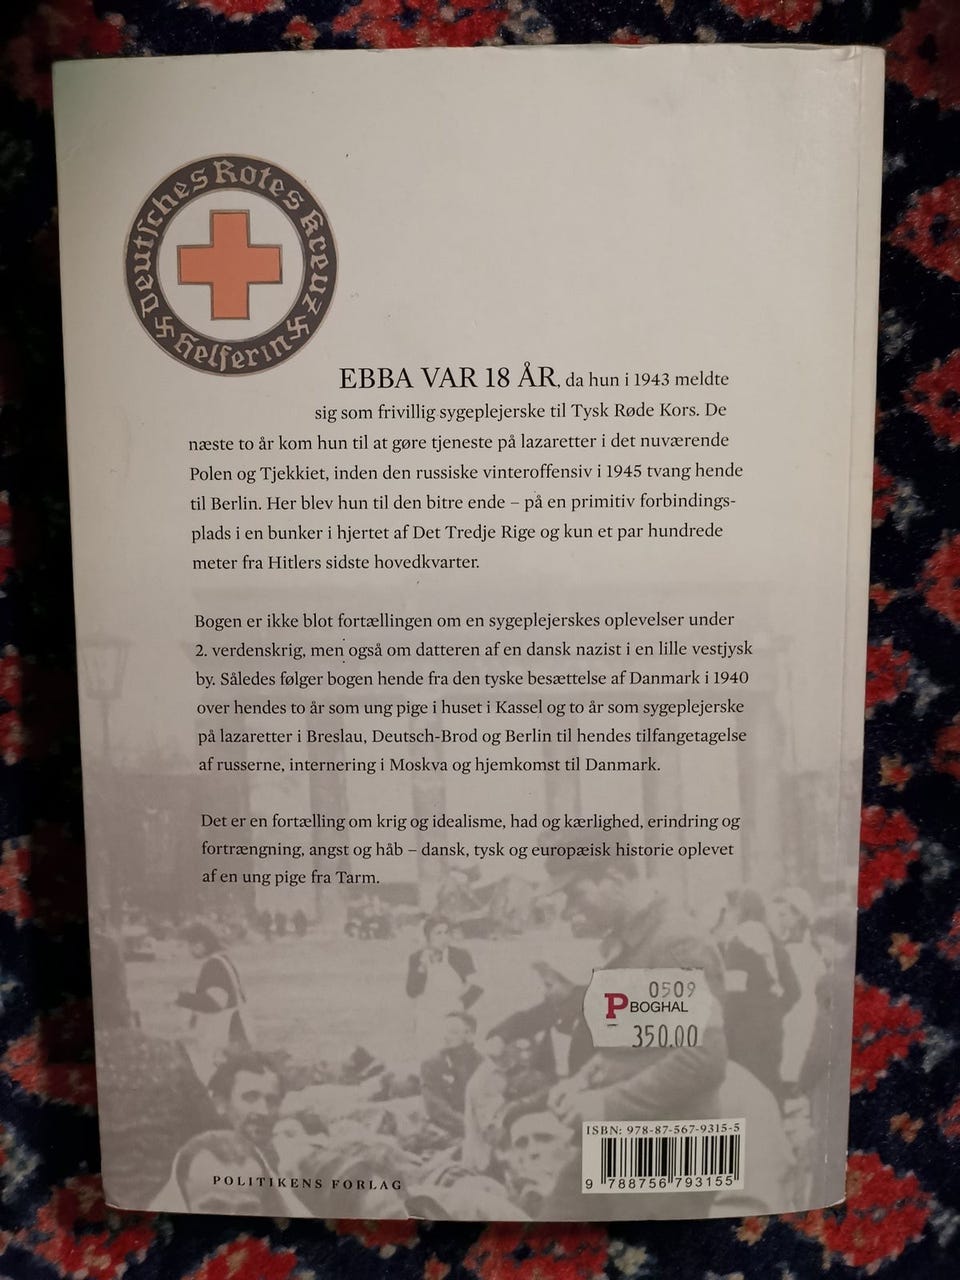 Deutsches Rotes Kreuz
Helferin
EBBA VAR 18 ÅR, da hun i 1943 meldte
sig som frivillig sygeplejerske til Tysk Røde Kors. De
næste to år kom hun til at gøre tjeneste på lazaretter i det nuværende
Polen og Tjekkiet, inden den russiske vinteroffensiv i 1945 tvang hende
til Berlin. Her blev hun til den bitre ende – på en primitiv forbindings-
plads i en bunker i hjertet af Det Tredje Rige og kun et par hundrede
meter fra Hitlers sidste hovedkvarter.
Bogen er ikke blot fortællingen om en sygeplejerskes oplevelser under
2. verdenskrig, men også om datteren af en dansk nazist i en lille vestjysk
by. Således følger bogen hende fra den tyske besættelse af Danmark i 1940
over hendes to år som ung pige i huset i Kassel og to år som sygeplejerske
på lazaretter i Breslau, Deutsch-Brod og Berlin til hendes tilfangetagelse
af russerne, internering i Moskva og hjemkomst til Danmark.
Det er en fortælling om krig og idealisme, had og kærlighed, erindring og
fortrængning, angst og håb – dansk, tysk og europæisk historie oplevet
af en ung pige fra Tarm.
0509
P BOGHAL
350.00
ISBN: 978-87-567-9315-5
9 788756 793155
POLITIKENS FORLAG